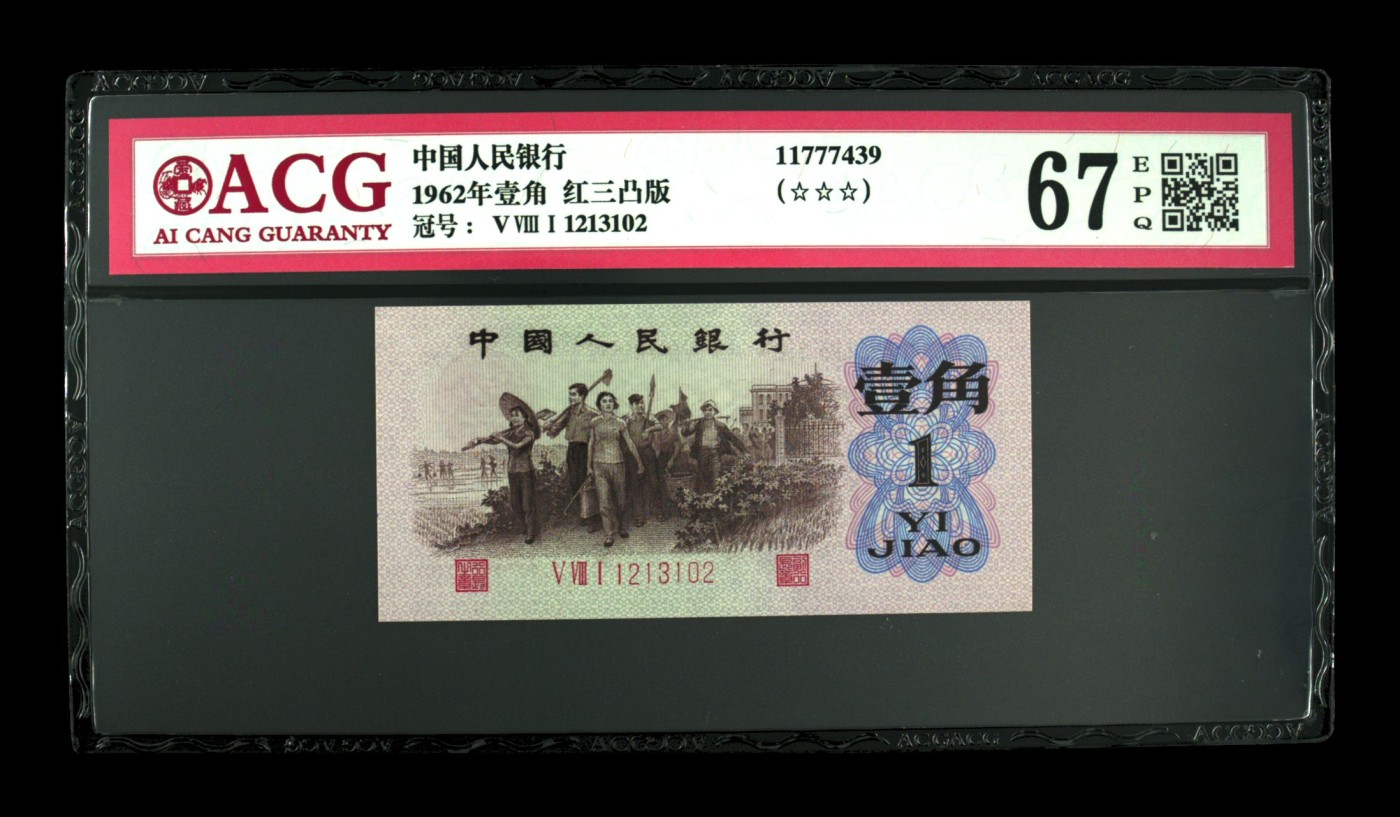 ACG
AI CANG GUARANTY
中国人民银行
1962年壹角 红三凸版
冠号： V VIII I 1213102
11777439
(☆☆☆)
67
EPQ
中國人民銀行
壹角
1
YI
JIAO
V VIII I 1213102